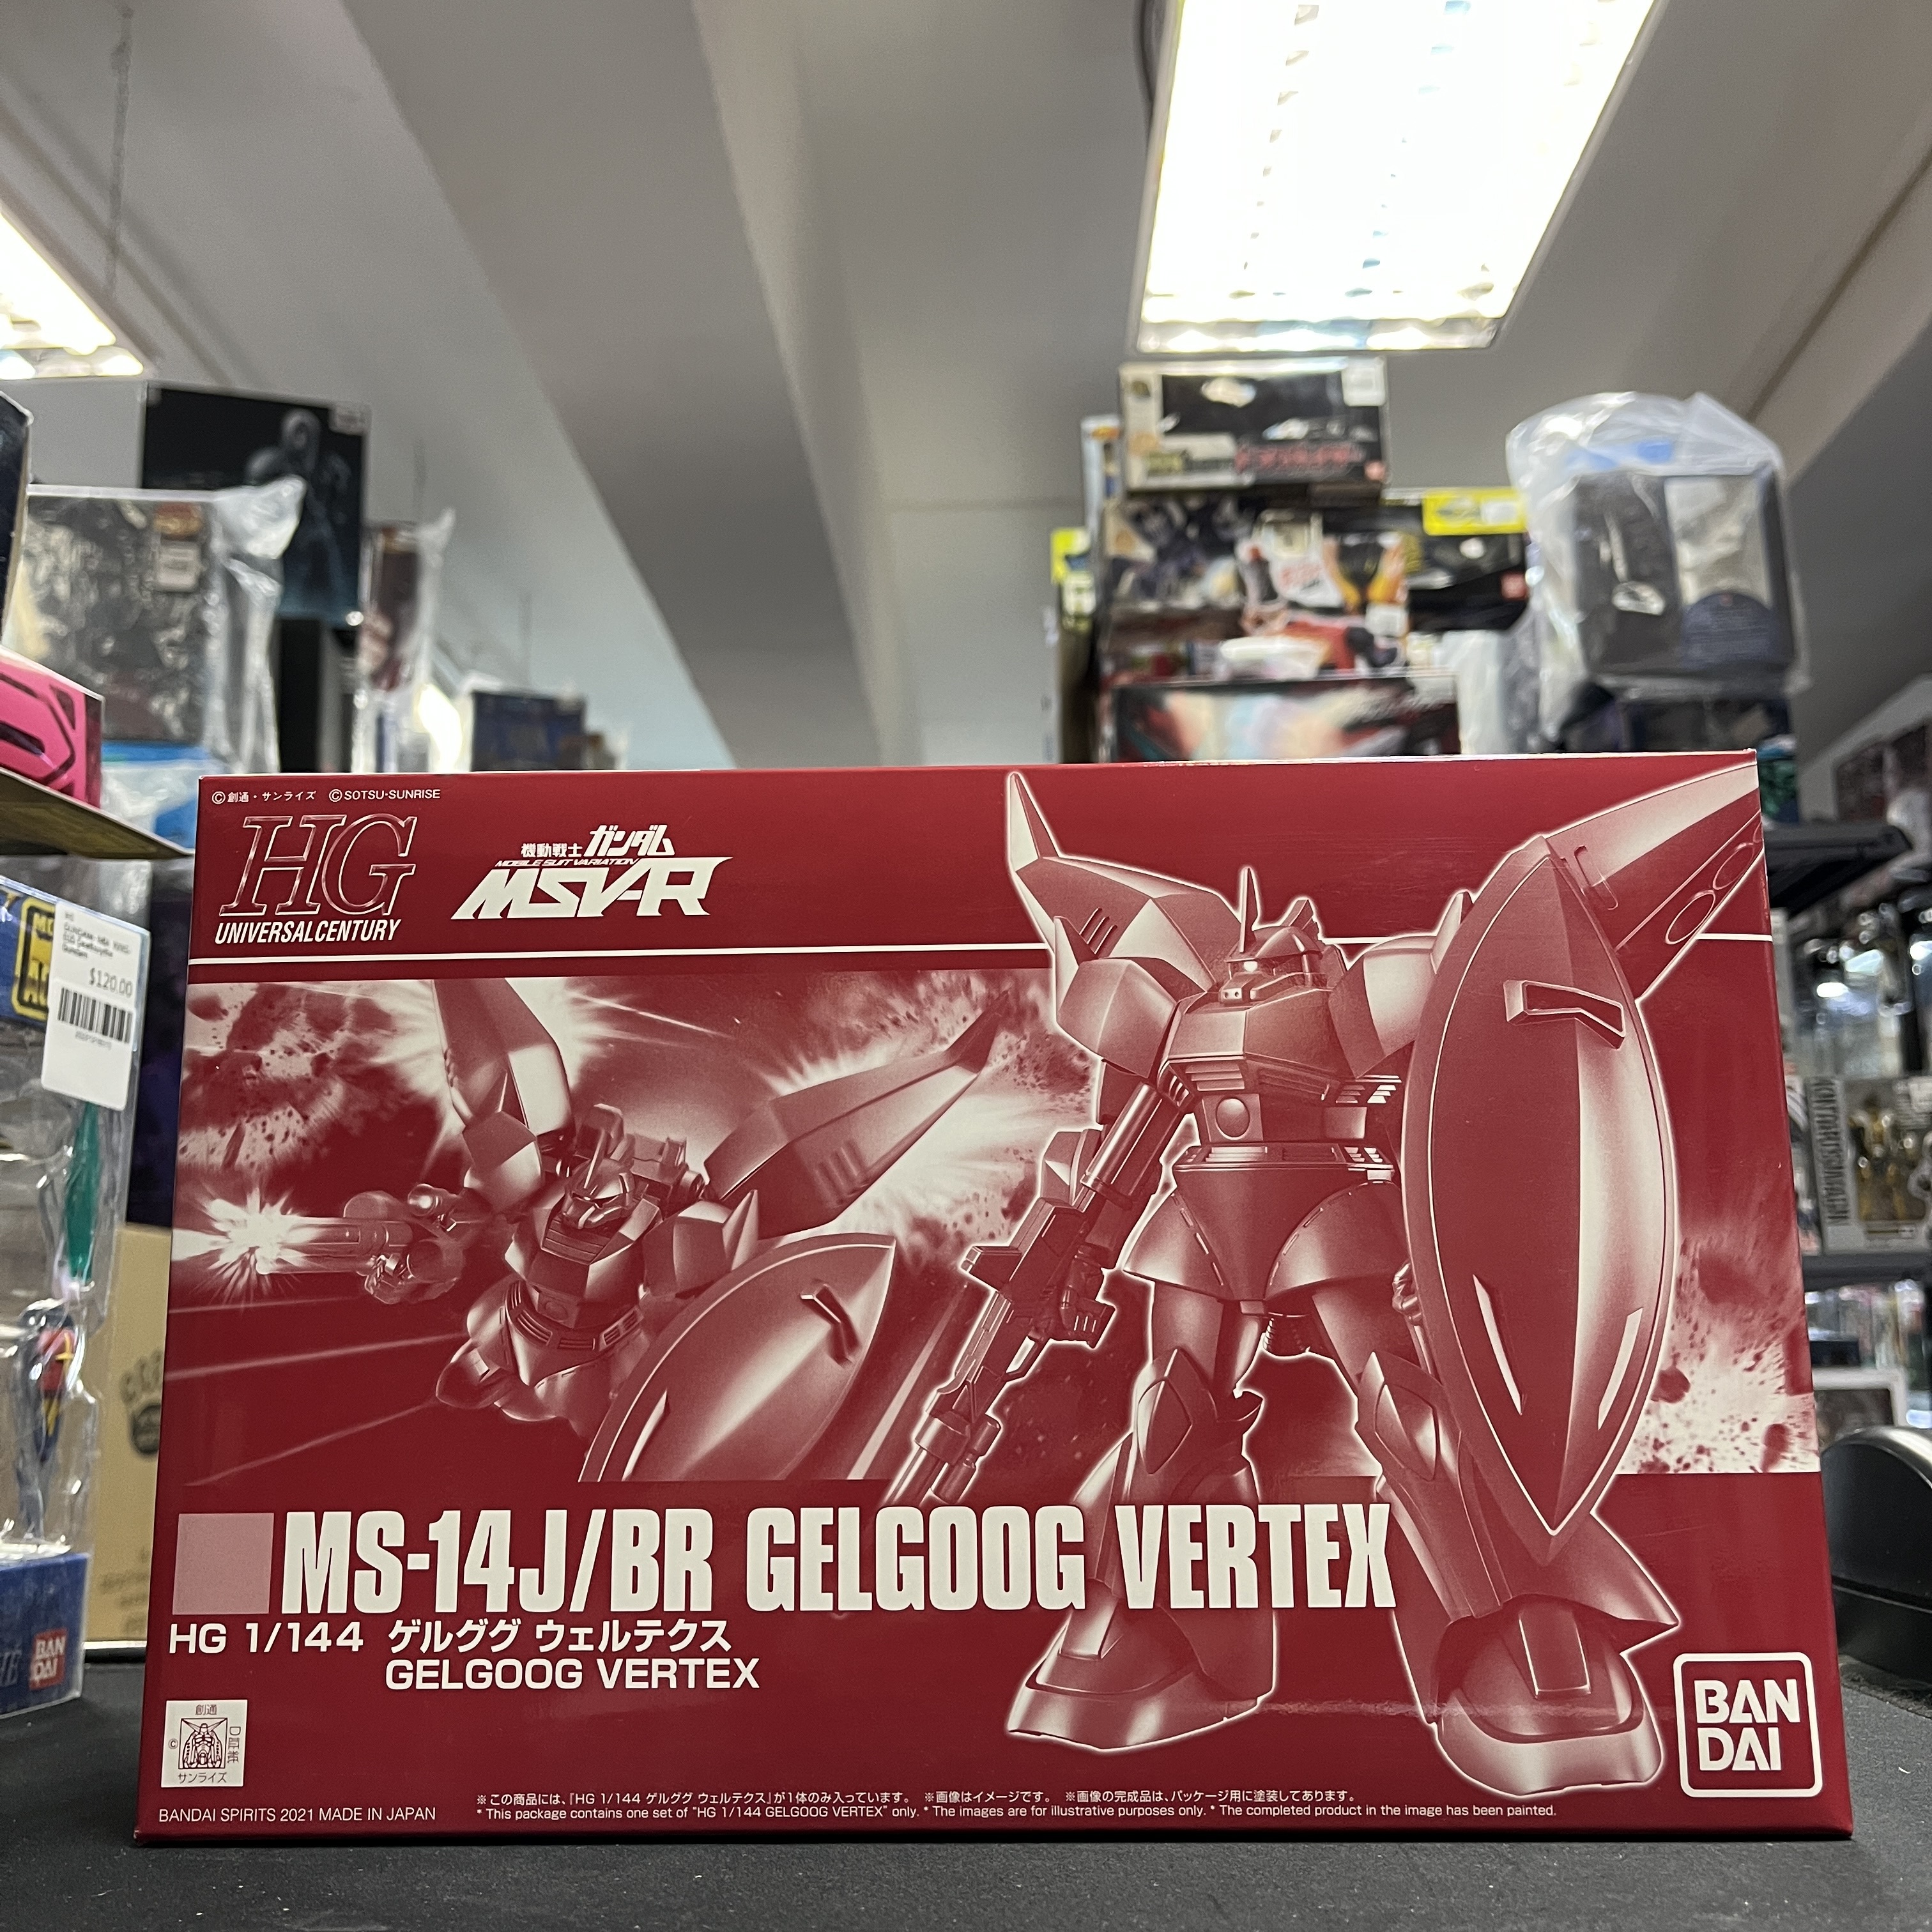 ©創通・サンライズ ©SOTSU・SUNRISE
HG
UNIVERSAL CENTURY
機動戦士ガンダム
MOBILE SUIT VARIATION
MSV-R
$120.00
MS-14J/BR GELGOOG VERTEX
HG 1/144 ゲルググ ウェルテクス
GELGOOG VERTEX
創通
©
D証紙
サンライズ
BAN
DAI
BAN
DAI
※この商品には、『HG 1/144 ゲルググ ウェルテクス』が1体のみ入っています。 ※画像はイメージです。 ※画像の完成品は、パッケージ用に塗装してあります。
* This package contains one set of "HG 1/144 GELGOOG VERTEX" only. * The images are for illustrative purposes only. * The completed product in the image has been painted.
BANDAI SPIRITS 2021 MADE IN JAPAN